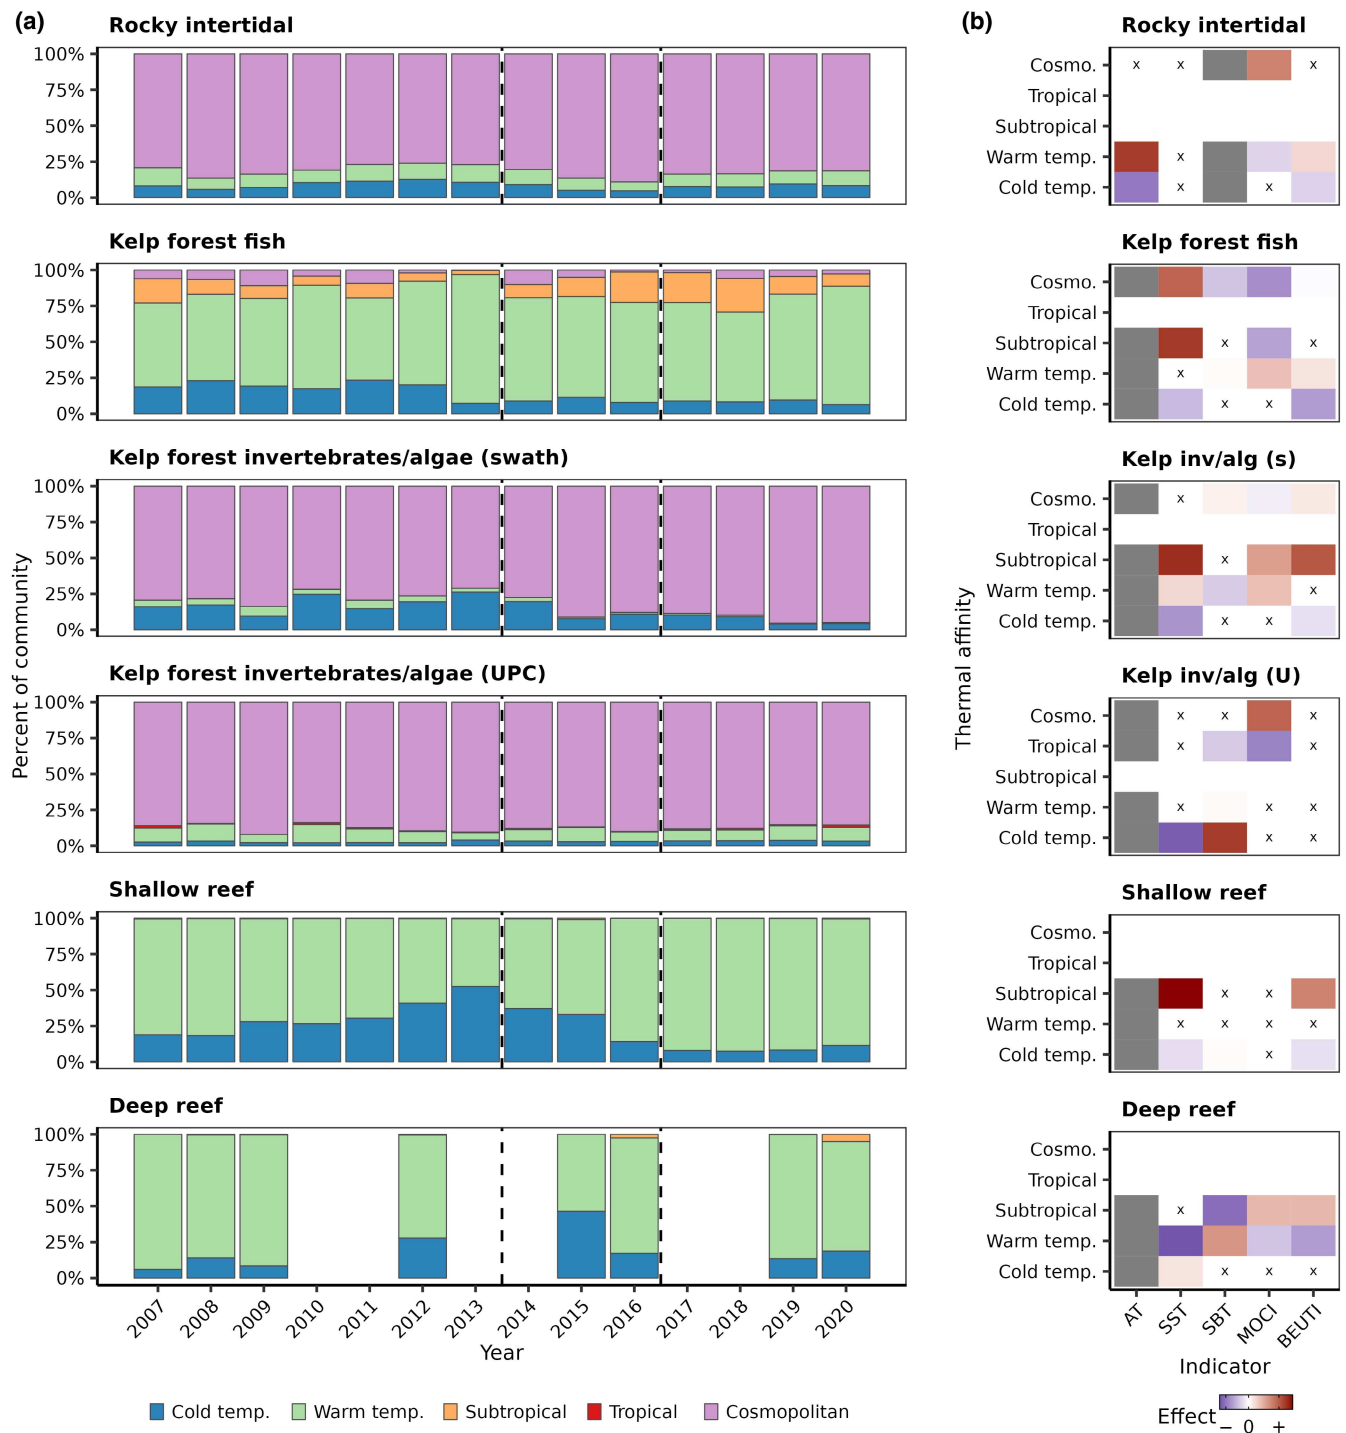 (a)
Rocky intertidal
100%
75%
50%
25%
0%
Kelp forest fish
100%
75%
50%
25%
0%
Kelp forest invertebrates/algae (swath)
100%
75%
50%
25%
0%
Kelp forest invertebrates/algae (UPC)
100%
75%
50%
25%
0%
Shallow reef
100%
75%
50%
25%
0%
Deep reef
100%
75%
50%
25%
0%
Percent of community
2007 2008 2009 2010 2011 2012 2013 2014 2015 2016 2017 2018 2019 2020
Year
Cold temp. Warm temp. Subtropical Tropical Cosmopolitan
(b)
Rocky intertidal
Cosmo. x x x
Tropical
Subtropical
Warm temp. x
Cold temp. x x
Kelp forest fish
Cosmo.
Tropical
Subtropical x x
Warm temp. x
Cold temp. x x
Kelp inv/alg (s)
Cosmo. x
Tropical
Subtropical x
Warm temp. x
Cold temp. x x
Kelp inv/alg (U)
Cosmo. x x x
Tropical x x
Subtropical
Warm temp. x x x
Cold temp. x x
Shallow reef
Cosmo.
Tropical
Subtropical x x
Warm temp. x x x x
Cold temp. x
Deep reef
Cosmo.
Tropical
Subtropical x
Warm temp.
Cold temp. x x x
Thermal affinity
AT SST SBT MOCI BEUTI
Indicator
Effect
− 0 +